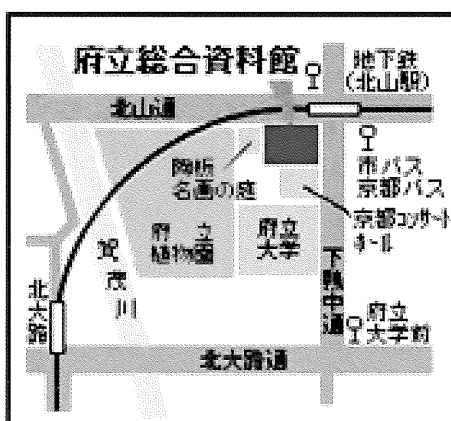 府立総合資料館
地下鉄
(北山駅)
北山通
陶板
名画の庭
市バス
京都バス
京都コンサート
ホール
府立
植物園
府立
大学
賀茂川
下鴨中通
北大路
府立
大学前
北大路通